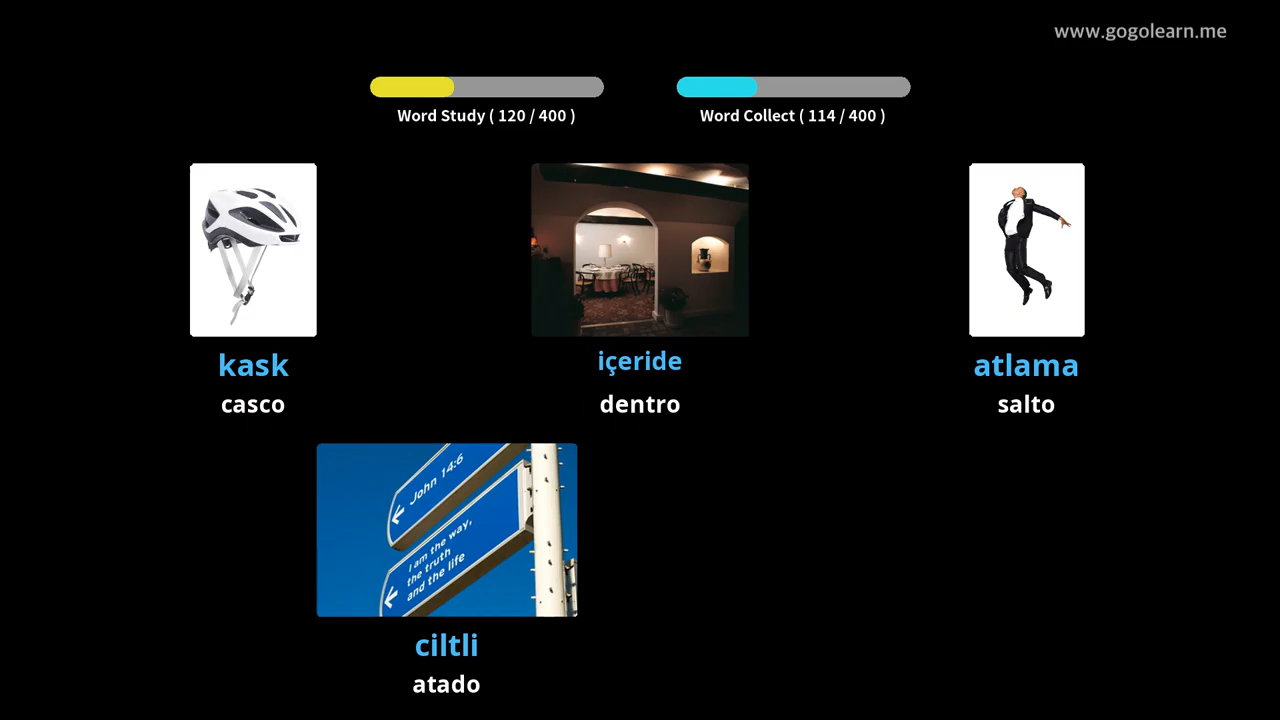 www.gogolearn.me
Word Study ( 120 / 400 )
Word Collect ( 114 / 400 )
kask
casco
içeride
dentro
atlama
salto
John 14:6
I am the way,
the truth
and the life
ciltli
atado